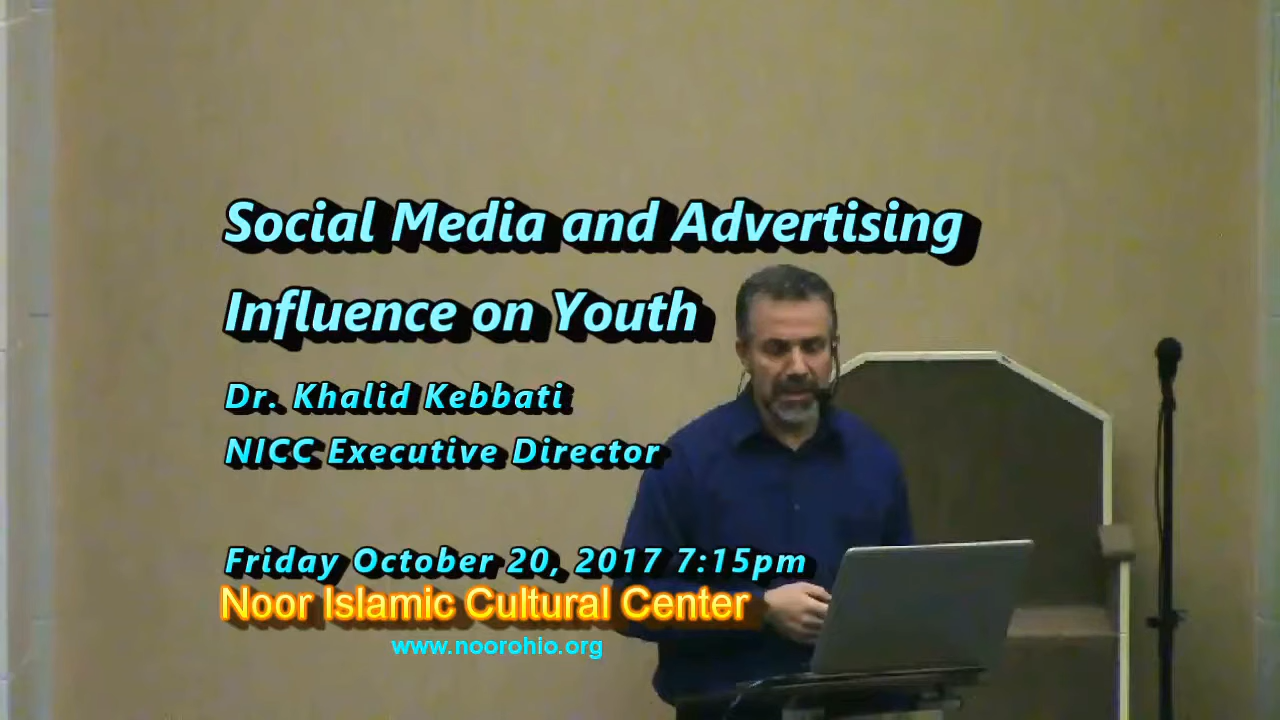 Social Media and Advertising
Influence on Youth
Dr. Khalid Kebbati
NICC Executive Director
Friday October 20, 2017 7:15pm
Noor Islamic Cultural Center
www.noorohio.org